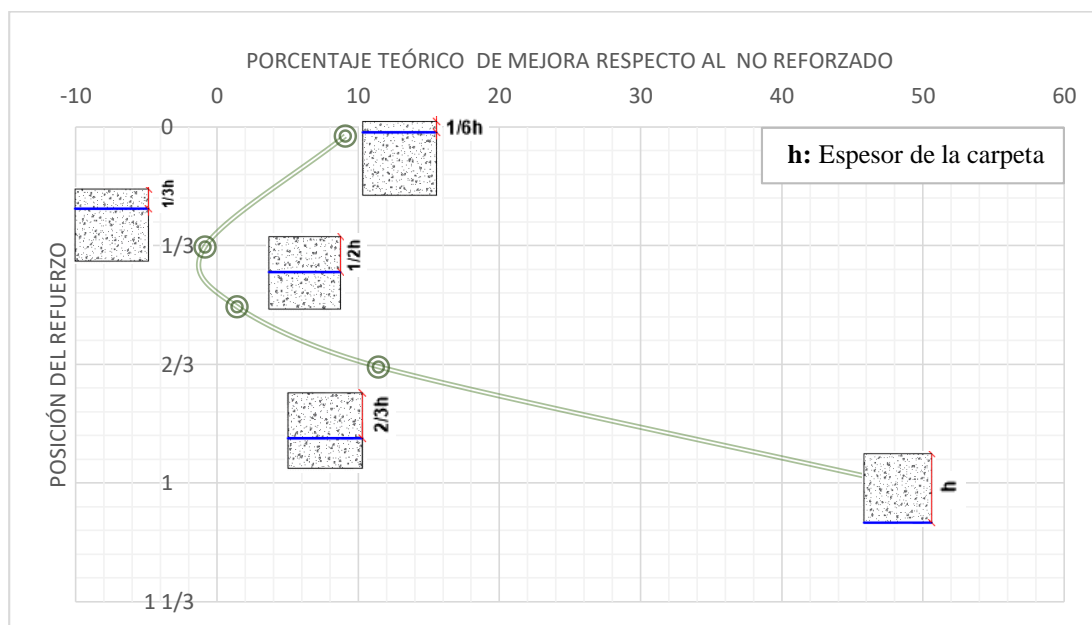 PORCENTAJE TEÓRICO DE MEJORA RESPECTO AL NO REFORZADO
-10 0 10 20 30 40 50 60
0
1/6h
h: Espesor de la carpeta
1/3h
1/3
1/2h
POSICIÓN DEL REFUERZO
2/3
2/3h
1
h
1 1/3